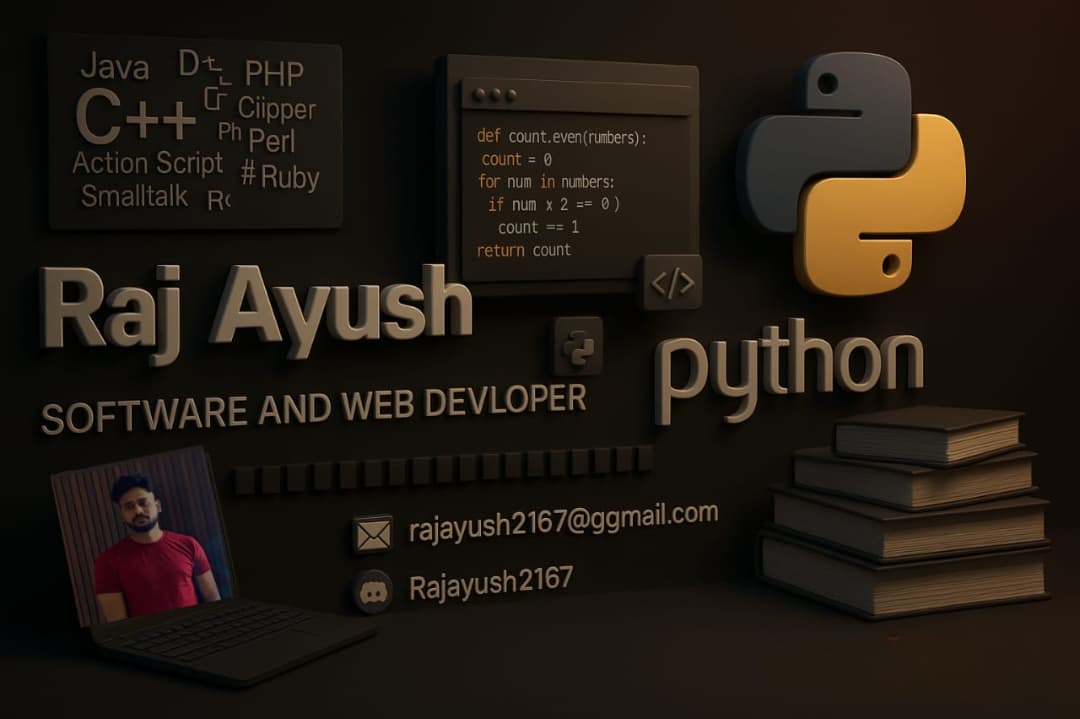 Java
PHP
C++
Ciipper
Ph
Perl
Action Script
#Ruby
Smalltalk
def count.even(rumbers):
count = 0
for num in numbers:
if num x 2 == 0 )
count == 1
return count
</>
Raj Ayush
python
SOFTWARE AND WEB DEVLOPER
rajayush2167@ggmail.com
Rajayush2167